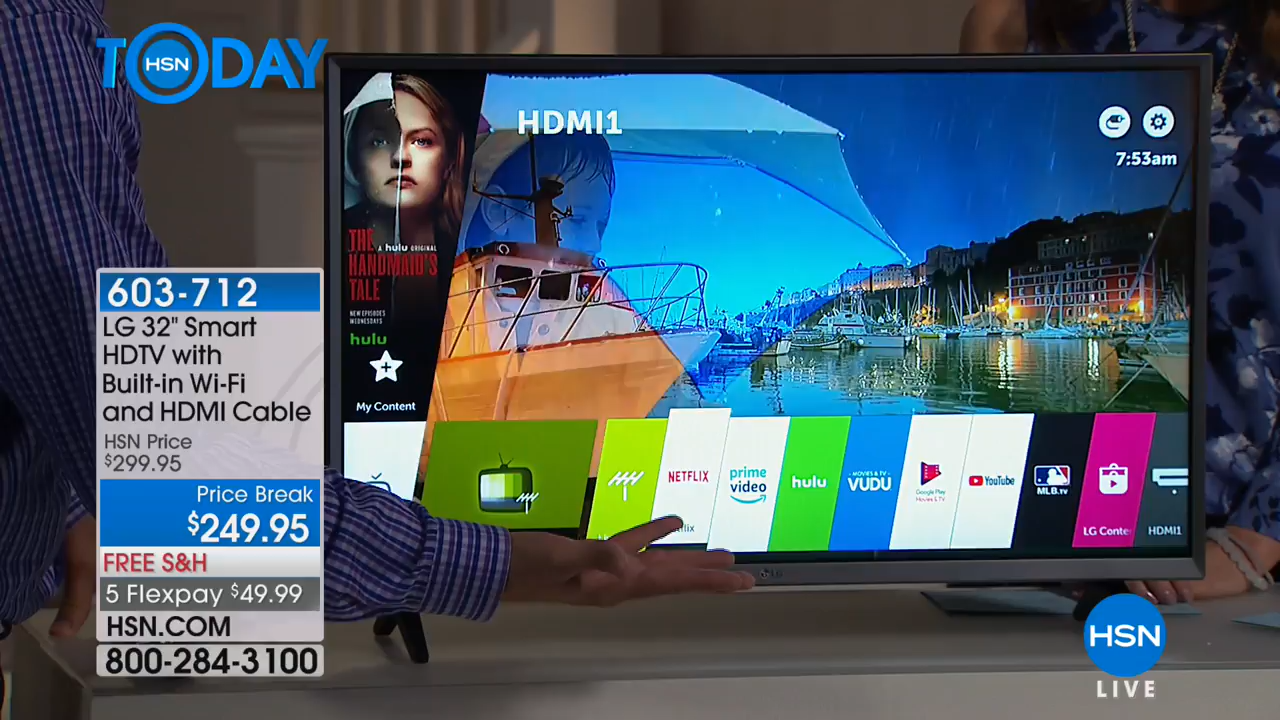 TODAY
HSN
603-712
LG 32" Smart
HDTV with
Built-in Wi-Fi
and HDMI Cable
HSN Price
$299.95
Price Break
$249.95
FREE S&H
5 Flexpay $49.99
HSN.COM
800-284-3100
HDMI1
7:53am
A hulu ORIGINAL
THE
HANDMAID'S
TALE
NEW EPISODES
WEDNESDAYS
hulu
My Content
NETFLIX
prime
video
hulu
MOVIES & TV
VUDU
Google Play
Movies & TV
YouTube
MLB.TV
LG Conte
HDMI1
LG
HSN
LIVE